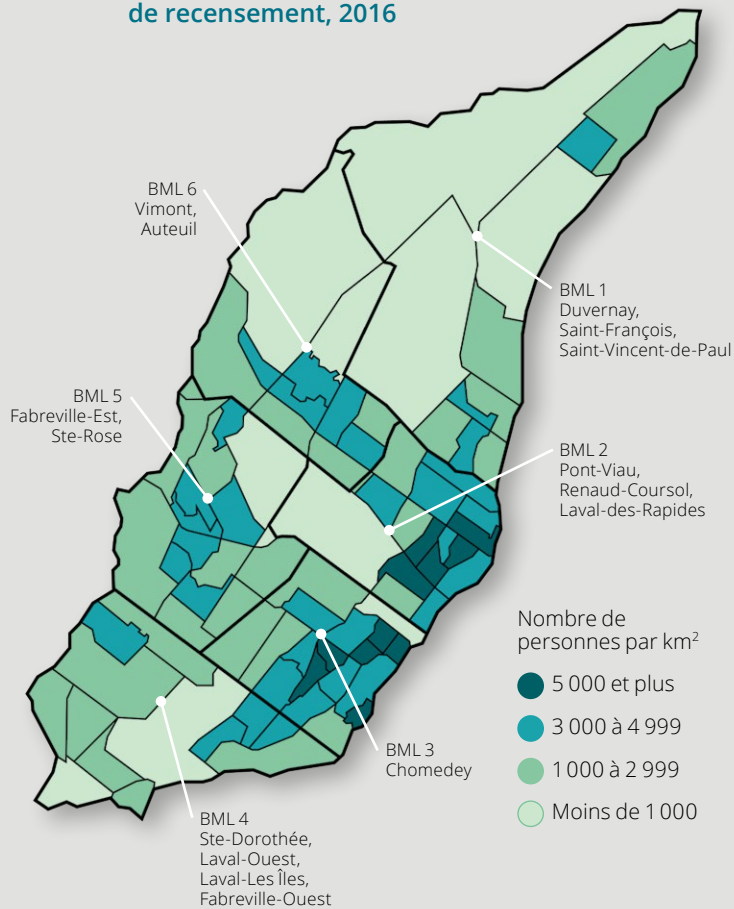 de recensement, 2016
BML 6
Vimont,
Auteuil
BML 1
Duvernay,
Saint-François,
Saint-Vincent-de-Paul
BML 5
Fabreville-Est,
Ste-Rose
BML 2
Pont-Viau,
Renaud-Coursol,
Laval-des-Rapides
Nombre de
personnes par km²
5 000 et plus
3 000 à 4 999
1 000 à 2 999
Moins de 1 000
BML 3
Chomedey
BML 4
Ste-Dorothée,
Laval-Ouest,
Laval-Les Îles,
Fabreville-Ouest